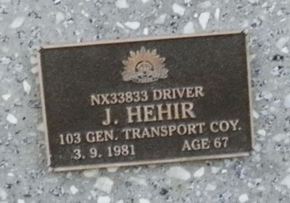 NX33833 DRIVER
J. HEHIR
103 GEN. TRANSPORT COY.
3. 9. 1981 AGE 67